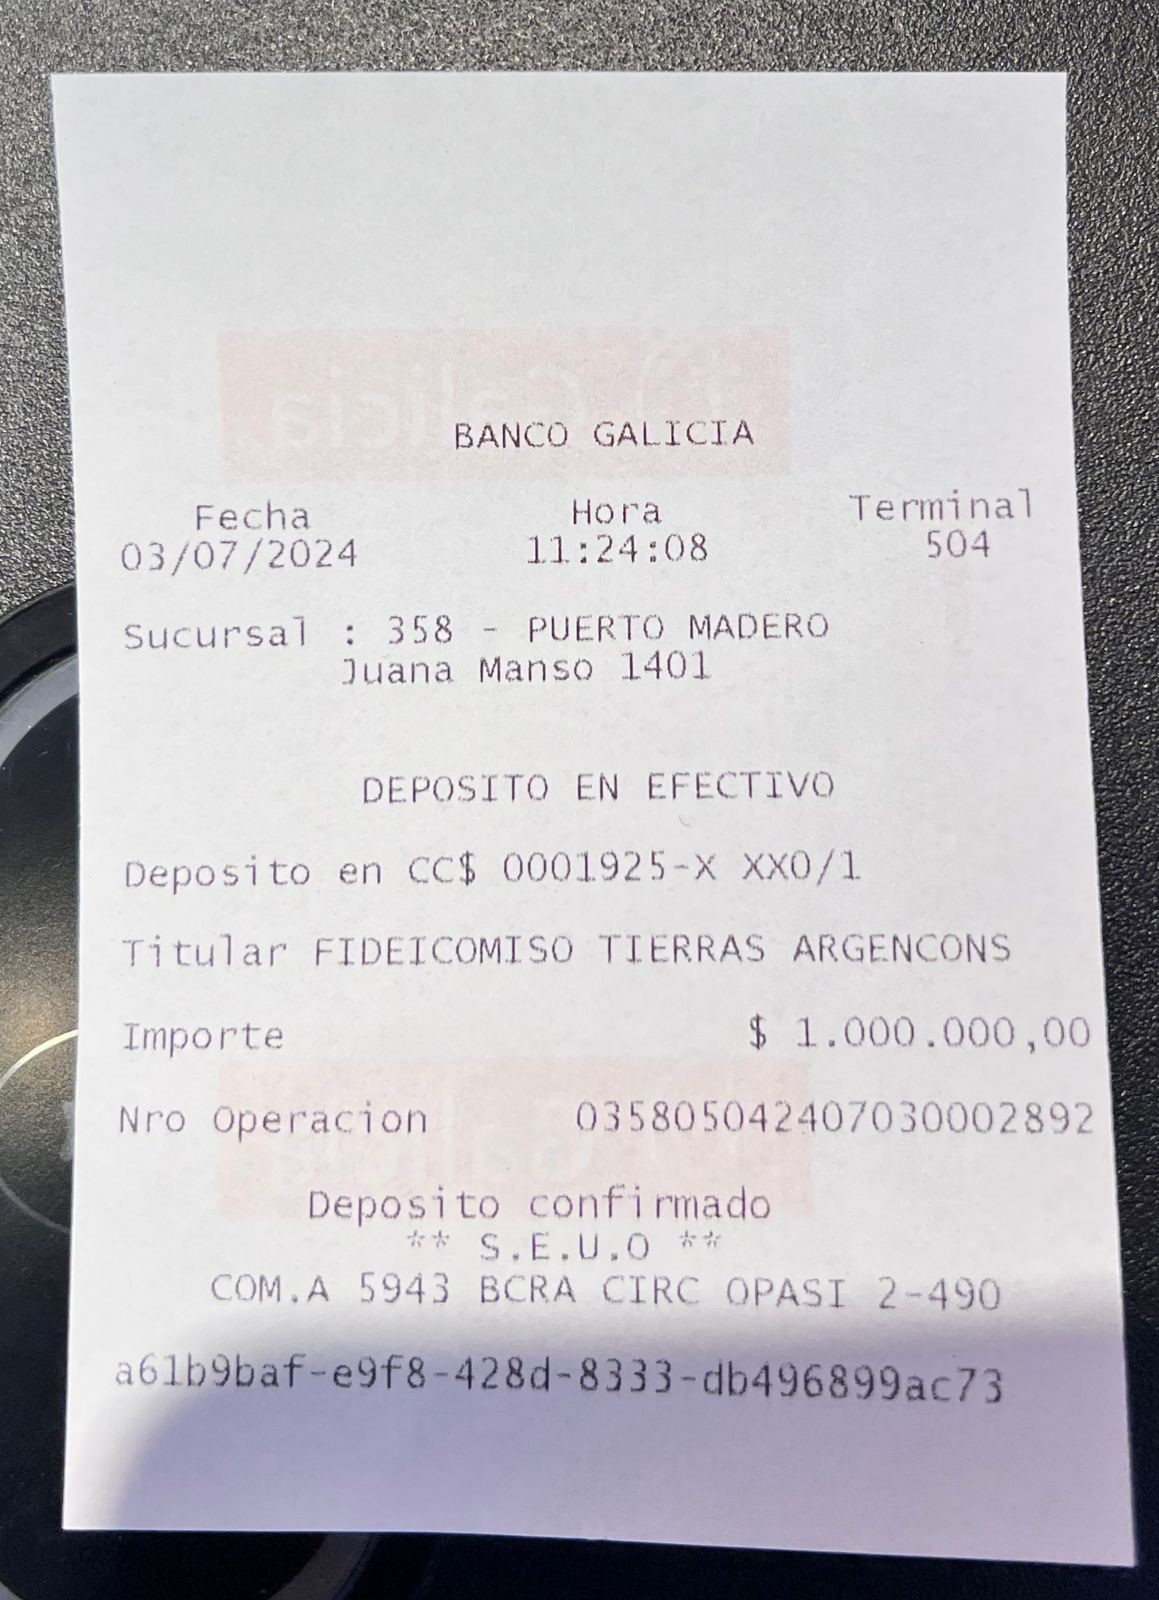 BANCO GALICIA
Fecha Hora Terminal
03/07/2024 11:24:08 504
Sucursal : 358 - PUERTO MADERO
Juana Manso 1401
DEPOSITO EN EFECTIVO
Deposito en CC$ 0001925-X XX0/1
Titular FIDEICOMISO TIERRAS ARGENCONS
Importe $ 1.000.000,00
Nro Operacion 035805042407030002892
Deposito confirmado
** S.E.U.O **
COM.A 5943 BCRA CIRC OPASI 2-490
a61b9baf-e9f8-428d-8333-db496899ac73